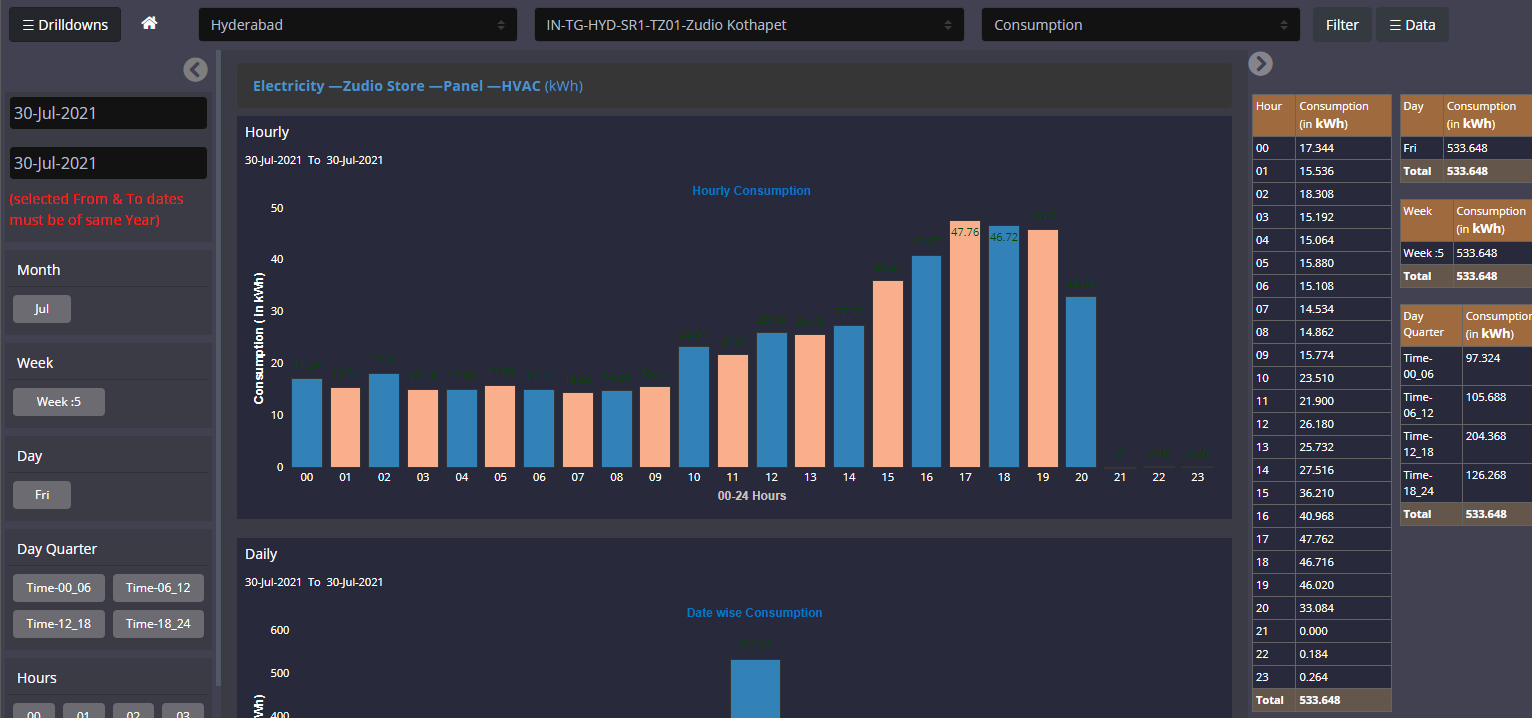 ☰ Drilldowns
Hyderabad
IN-TG-HYD-SR1-TZ01-Zudio Kothapet
Consumption
Filter
☰ Data
30-Jul-2021
30-Jul-2021
(selected From & To dates
must be of same Year)
Month
Jul
Week
Week :5
Day
Fri
Day Quarter
Time-00_06 Time-06_12
Time-12_18 Time-18_24
Hours
00 01 02 03
Electricity —Zudio Store —Panel —HVAC (kWh)
Hourly
30-Jul-2021 To 30-Jul-2021
Hourly Consumption
Consumption ( In kWh)
50
40
30
20
10
0
47.76
46.72
00 01 02 03 04 05 06 07 08 09 10 11 12 13 14 15 16 17 18 19 20 21 22 23
00-24 Hours
Daily
30-Jul-2021 To 30-Jul-2021
Date wise Consumption
600
500
400
Hour Consumption
(in kWh)
00 17.344
01 15.536
02 18.308
03 15.192
04 15.064
05 15.880
06 15.108
07 14.534
08 14.862
09 15.774
10 23.510
11 21.900
12 26.180
13 25.732
14 27.516
15 36.210
16 40.968
17 47.762
18 46.716
19 46.020
20 33.084
21 0.000
22 0.184
23 0.264
Total 533.648
Day Consumption
(in kWh)
Fri 533.648
Total 533.648
Week Consumption
(in kWh)
Week :5 533.648
Total 533.648
Day Consumption
Quarter (in kWh)
Time- 97.324
00_06
Time- 105.688
06_12
Time- 204.368
12_18
Time- 126.268
18_24
Total 533.648